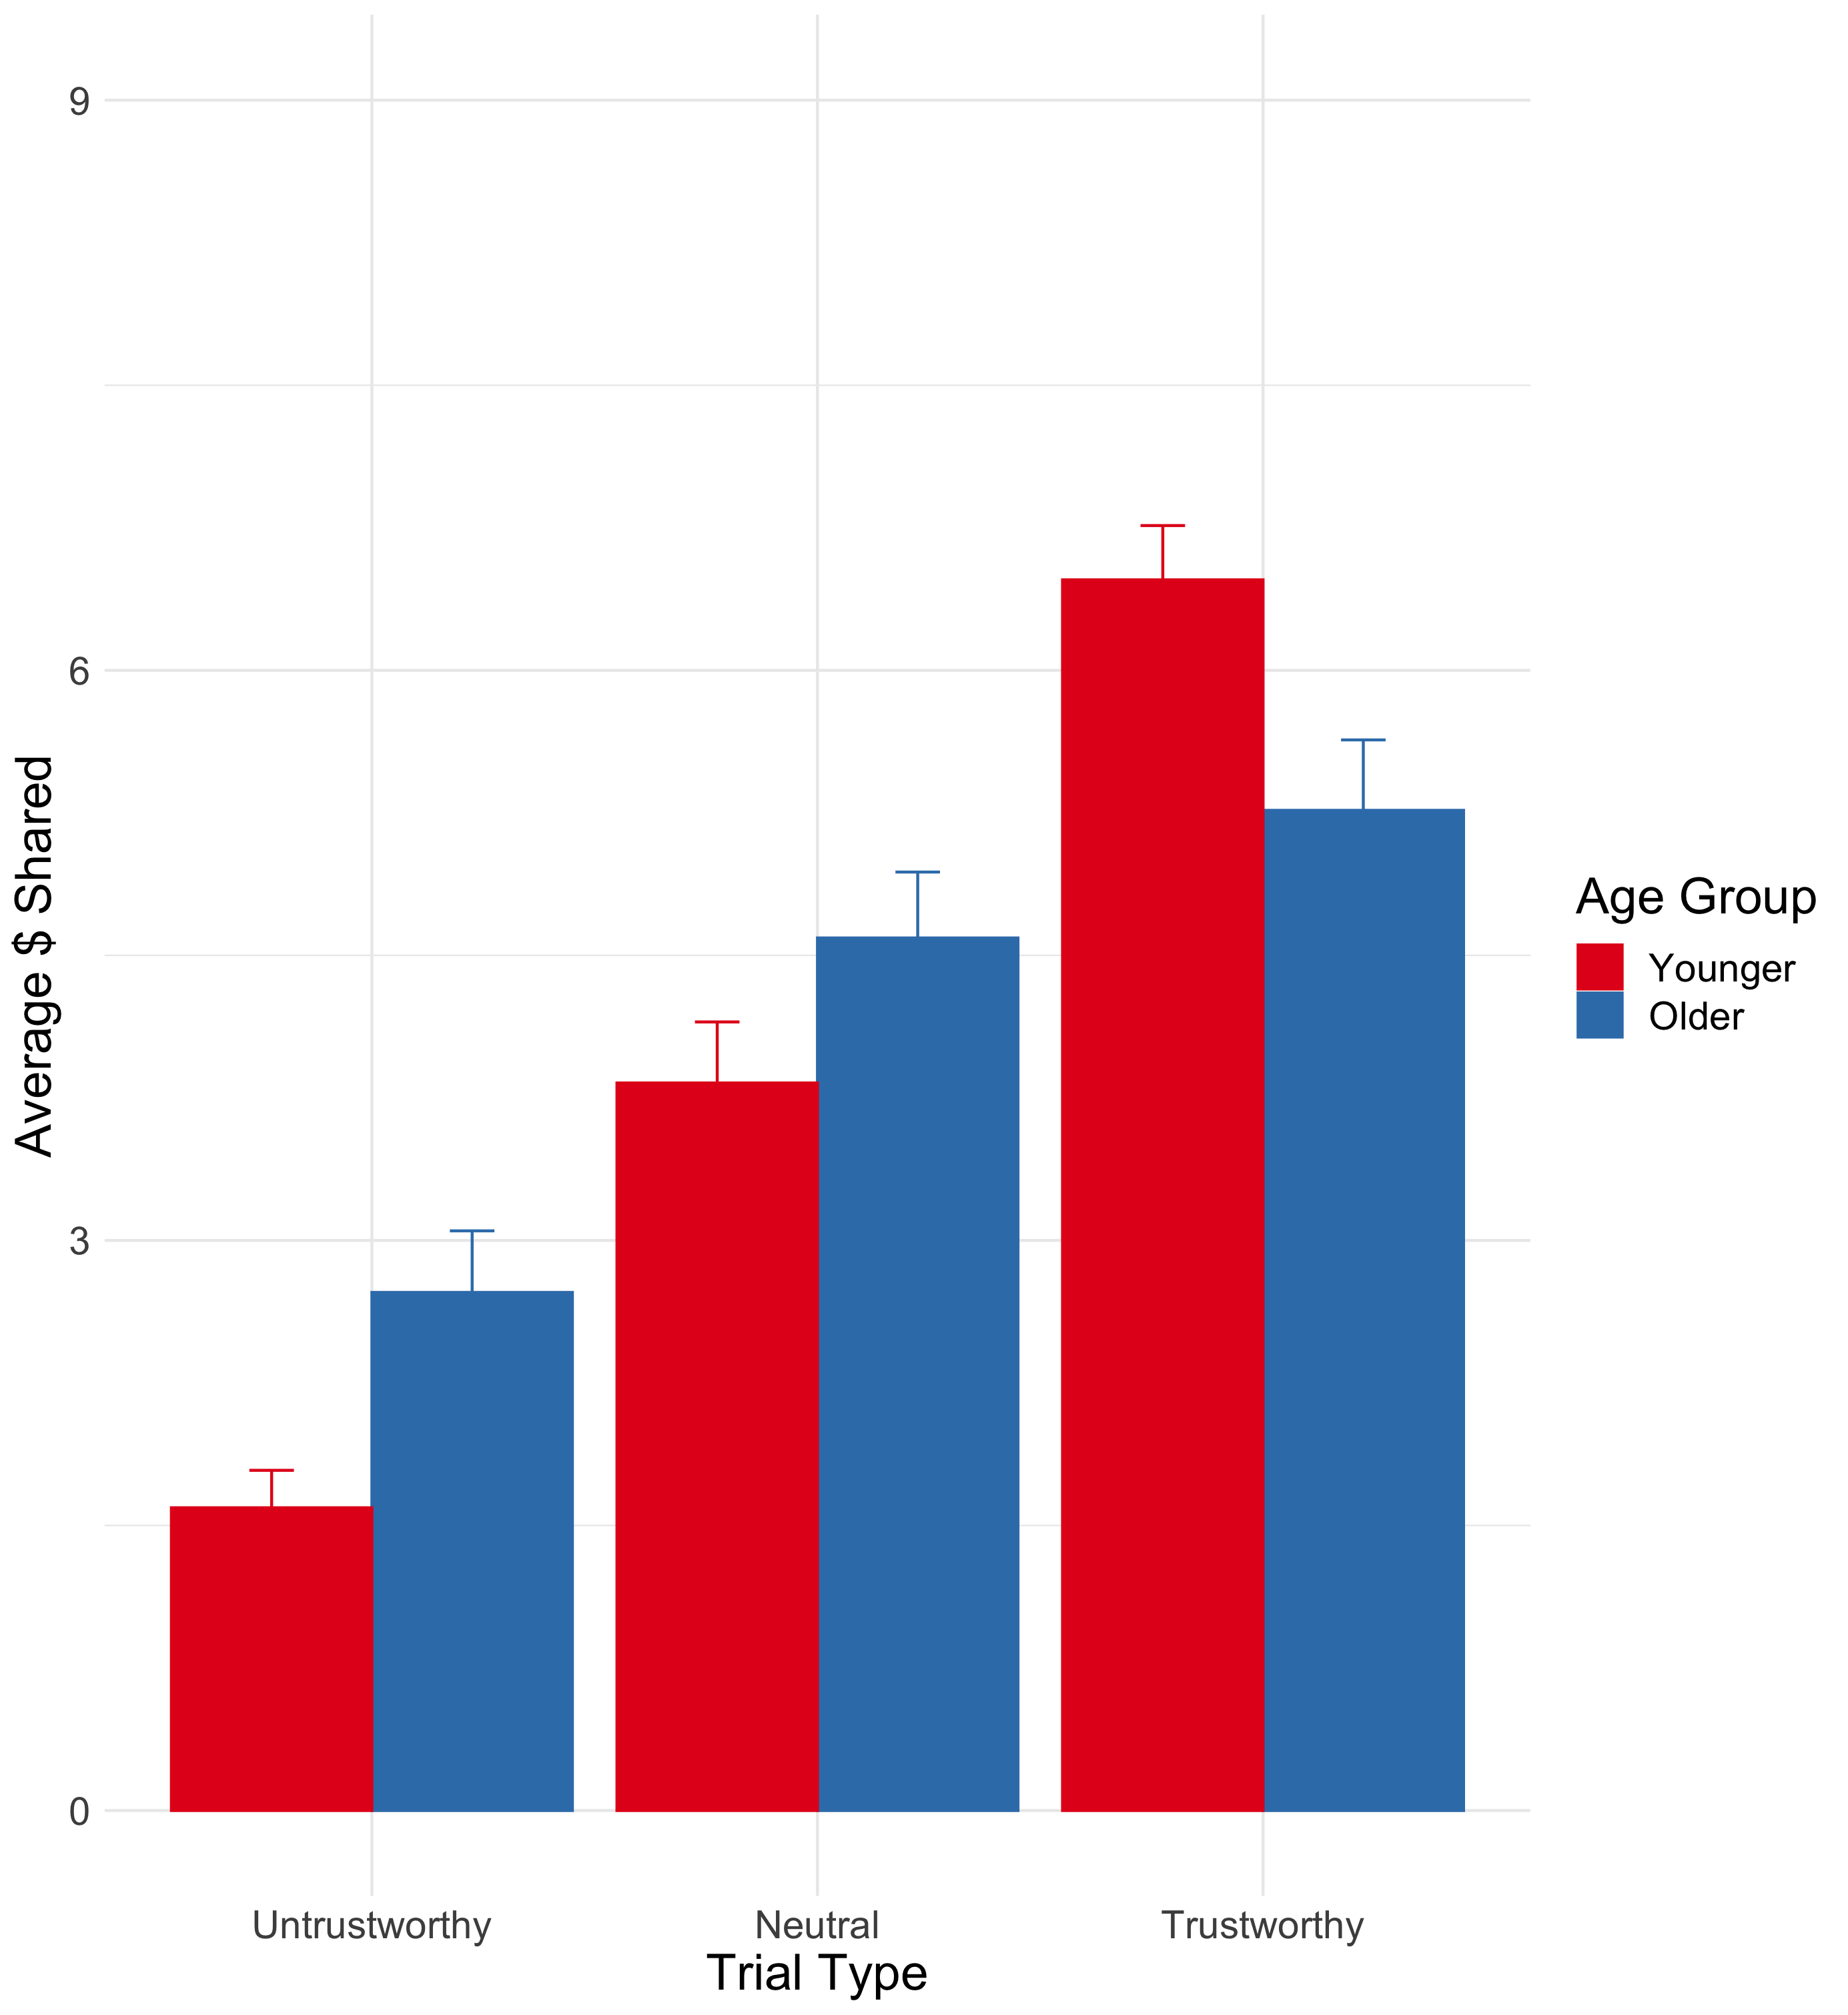 9
6
3
0
Average $ Shared
Untrustworthy
Neutral
Trustworthy
Trial Type
Age Group
Younger
Older